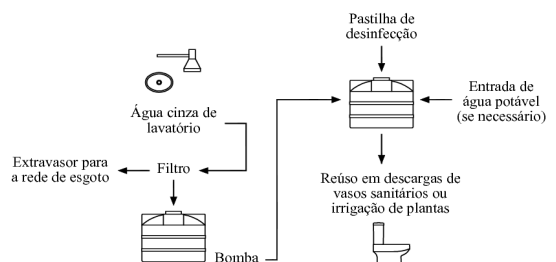 Pastilha de
desinfecção
Entrada de
água potável
(se necessário)
Água cinza de
lavatório
Extravasor para
a rede de esgoto
Filtro
Reúso em descargas de
vasos sanitários ou
irrigação de plantas
Bomba